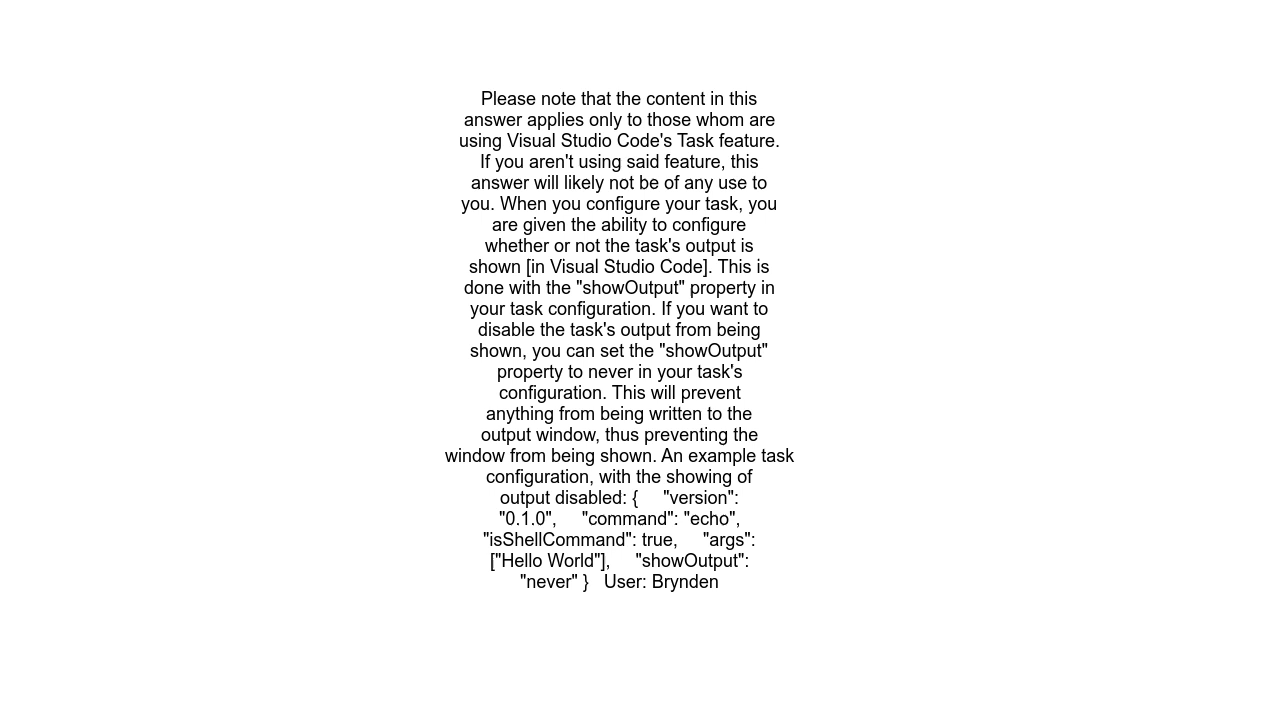 Please note that the content in this
answer applies only to those whom are
using Visual Studio Code's Task feature.
If you aren't using said feature, this
answer will likely not be of any use to
you. When you configure your task, you
are given the ability to configure
whether or not the task's output is
shown [in Visual Studio Code]. This is
done with the "showOutput" property in
your task configuration. If you want to
disable the task's output from being
shown, you can set the "showOutput"
property to never in your task's
configuration. This will prevent
anything from being written to the
output window, thus preventing the
window from being shown. An example task
configuration, with the showing of
output disabled: {     "version":
"0.1.0",     "command": "echo",
"isShellCommand": true,     "args":
["Hello World"],     "showOutput":
"never" }   User: Brynden